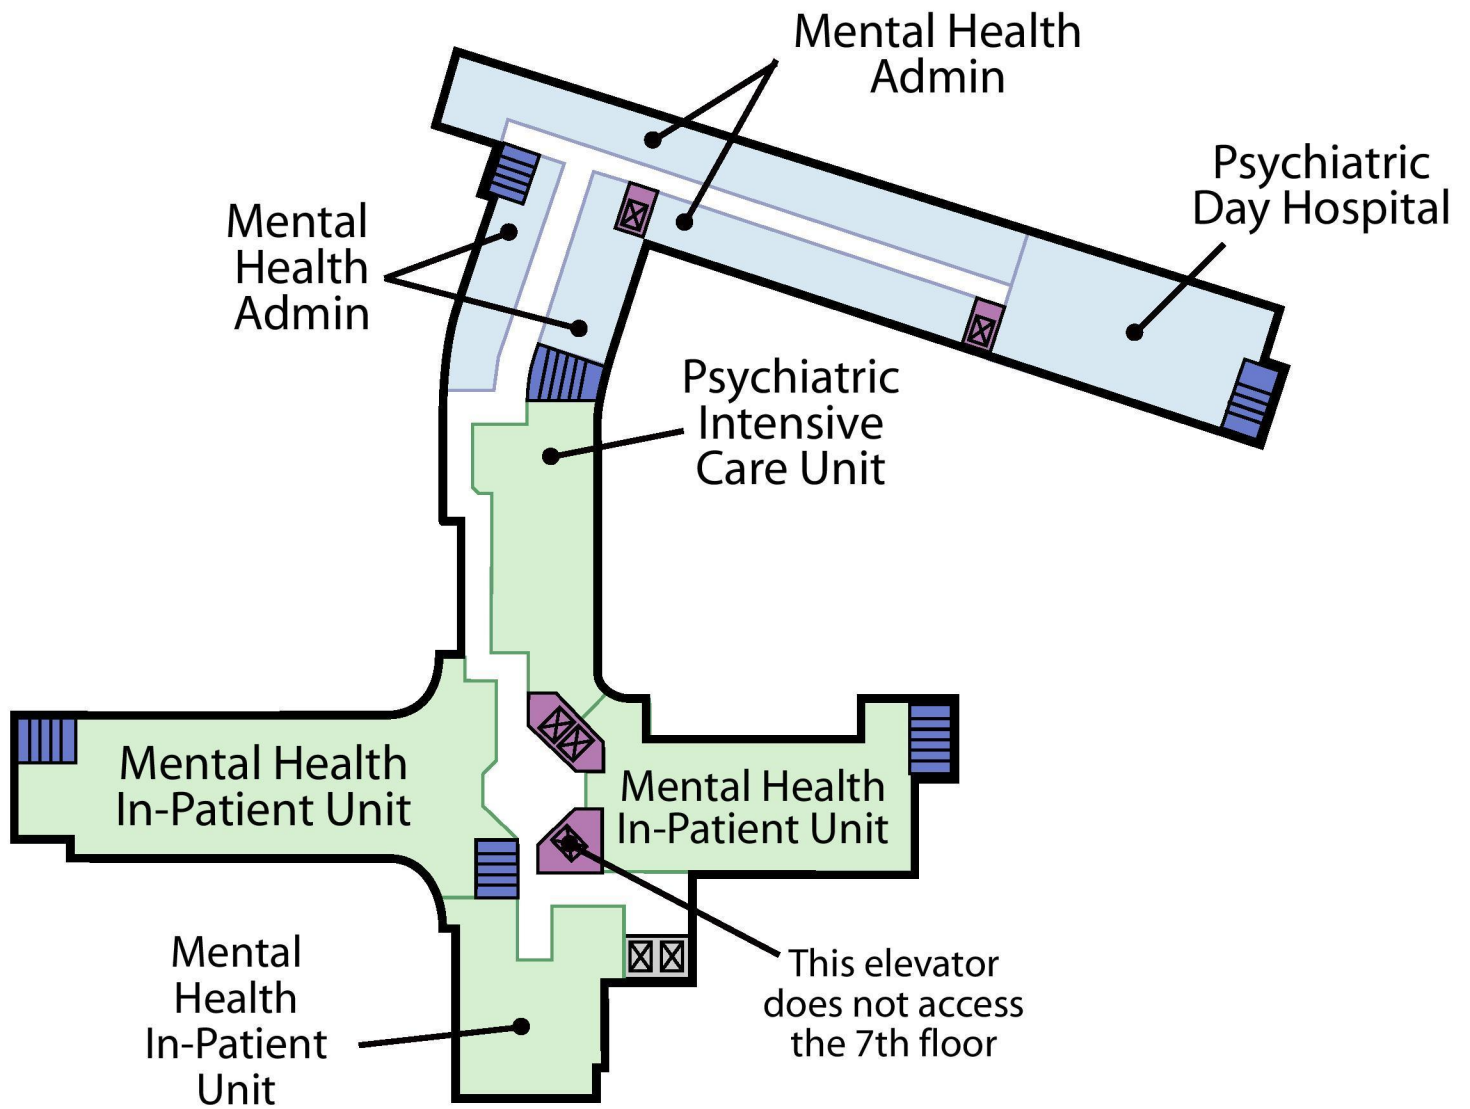 Mental Health
Admin
Psychiatric
Day Hospital
Mental
Health
Admin
Psychiatric
Intensive
Care Unit
Mental Health
In-Patient Unit
Mental Health
In-Patient Unit
Mental
Health
In-Patient
Unit
This elevator
does not access
the 7th floor